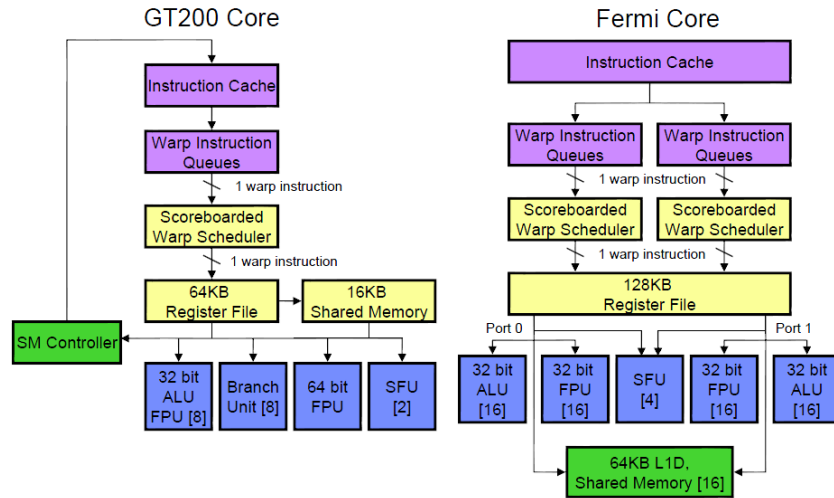 GT200 Core
Instruction Cache
Warp Instruction
Queues
1 warp instruction
Scoreboarded
Warp Scheduler
1 warp instruction
64KB
Register File
16KB
Shared Memory
SM Controller
32 bit
ALU
FPU [8]
Branch
Unit [8]
64 bit
FPU
SFU
[2]
Fermi Core
Instruction Cache
Warp Instruction
Queues
Warp Instruction
Queues
1 warp instruction
Scoreboarded
Warp Scheduler
Scoreboarded
Warp Scheduler
1 warp instruction
128KB
Register File
Port 0
Port 1
32 bit
ALU
[16]
32 bit
FPU
[16]
SFU
[4]
32 bit
FPU
[16]
32 bit
ALU
[16]
64KB L1D,
Shared Memory [16]